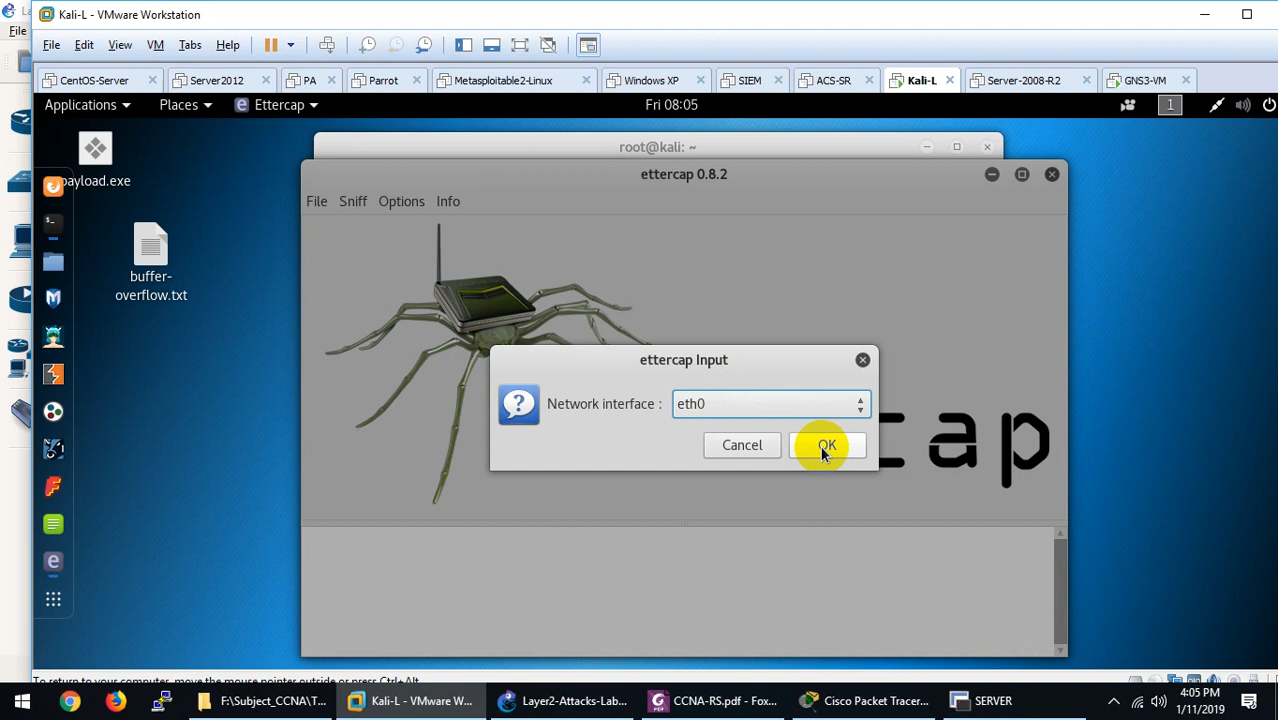 Kali-L - VMware Workstation
File
File Edit View VM Tabs Help
CentOS-Server Server2012 PA Parrot Metasploitable2-Linux Windows XP SIEM ACS-SR Kali-L Server-2008-R2 GNS3-VM
Applications Places Ettercap Fri 08:05 1
root@kali: ~
payload.exe
ettercap 0.8.2
File Sniff Options Info
buffer-
overflow.txt
ettercap Input
Network interface : eth0
Cancel OK
cap
To return to your computer, move the mouse pointer outside or press Ctrl+Alt.
F:\Subject_CCNA\T... Kali-L - VMware W... Layer2-Attacks-Lab... CCNA-RS.pdf - Fox... Cisco Packet Tracer... SERVER
4:05 PM
1/11/2019